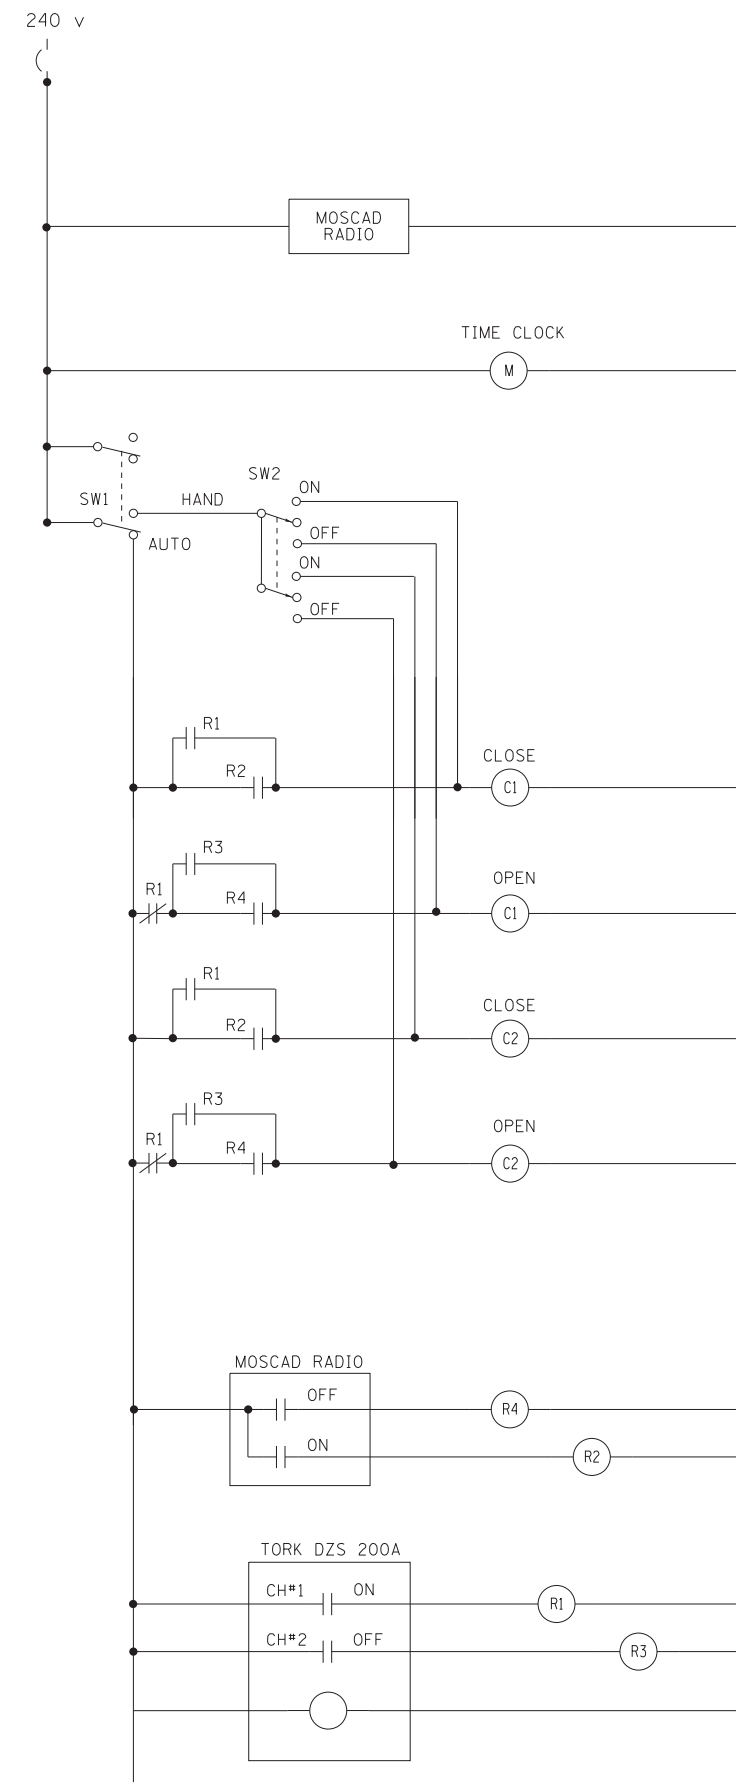 240 v
MOSCAD
RADIO
TIME CLOCK
M
SW2
ON
SW1
HAND
OFF
AUTO
ON
OFF
R1
CLOSE
R2
C1
R3
OPEN
R1
R4
C1
R1
CLOSE
R2
C2
R3
OPEN
R1
R4
C2
MOSCAD RADIO
OFF
R4
ON
R2
TORK DZS 200A
CH#1
ON
R1
CH#2
OFF
R3